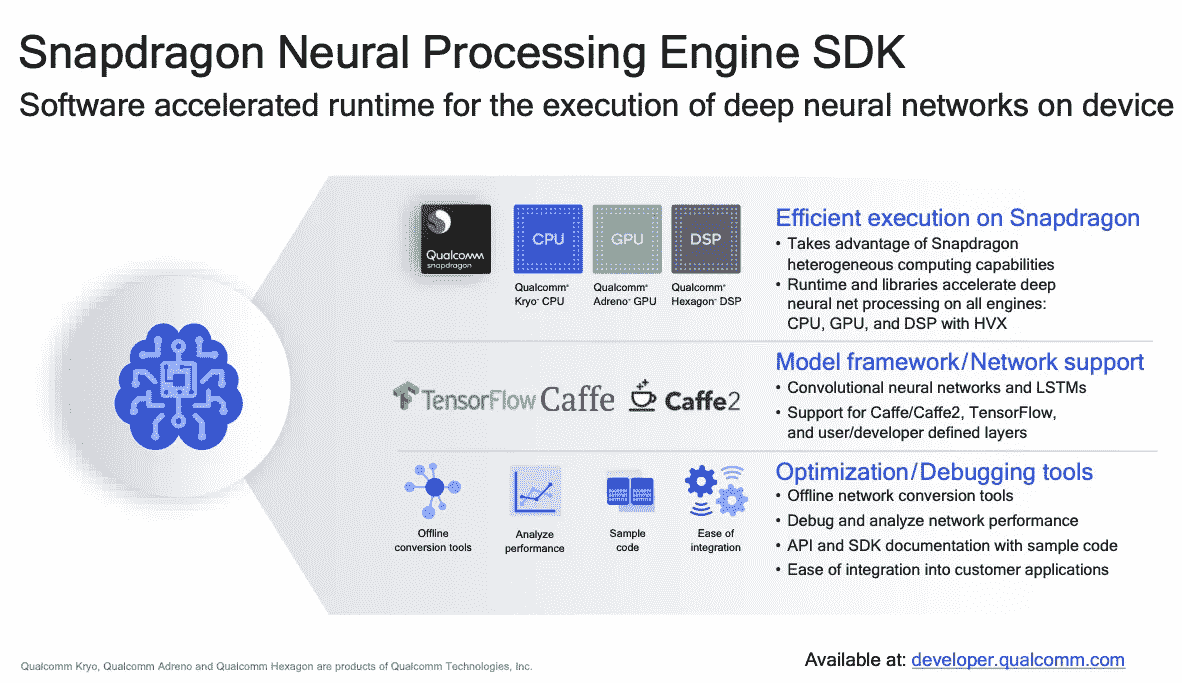 Snapdragon Neural Processing Engine SDK
Software accelerated runtime for the execution of deep neural networks on device
Qualcomm
snapdragon
CPU
GPU
DSP
Qualcomm®
Kryo™ CPU
Qualcomm®
Adreno™ GPU
Qualcomm®
Hexagon™ DSP
Efficient execution on Snapdragon
• Takes advantage of Snapdragon
heterogeneous computing capabilities
• Runtime and libraries accelerate deep
neural net processing on all engines:
CPU, GPU, and DSP with HVX
TensorFlow
Caffe
Caffe2
Model framework/Network support
• Convolutional neural networks and LSTMs
• Support for Caffe/Caffe2, TensorFlow,
and user/developer defined layers
Offline
conversion tools
Analyze
performance
Sample
code
Ease of
integration
Optimization/Debugging tools
• Offline network conversion tools
• Debug and analyze network performance
• API and SDK documentation with sample code
• Ease of integration into customer applications
Qualcomm Kryo, Qualcomm Adreno and Qualcomm Hexagon are products of Qualcomm Technologies, Inc.
Available at: developer.qualcomm.com